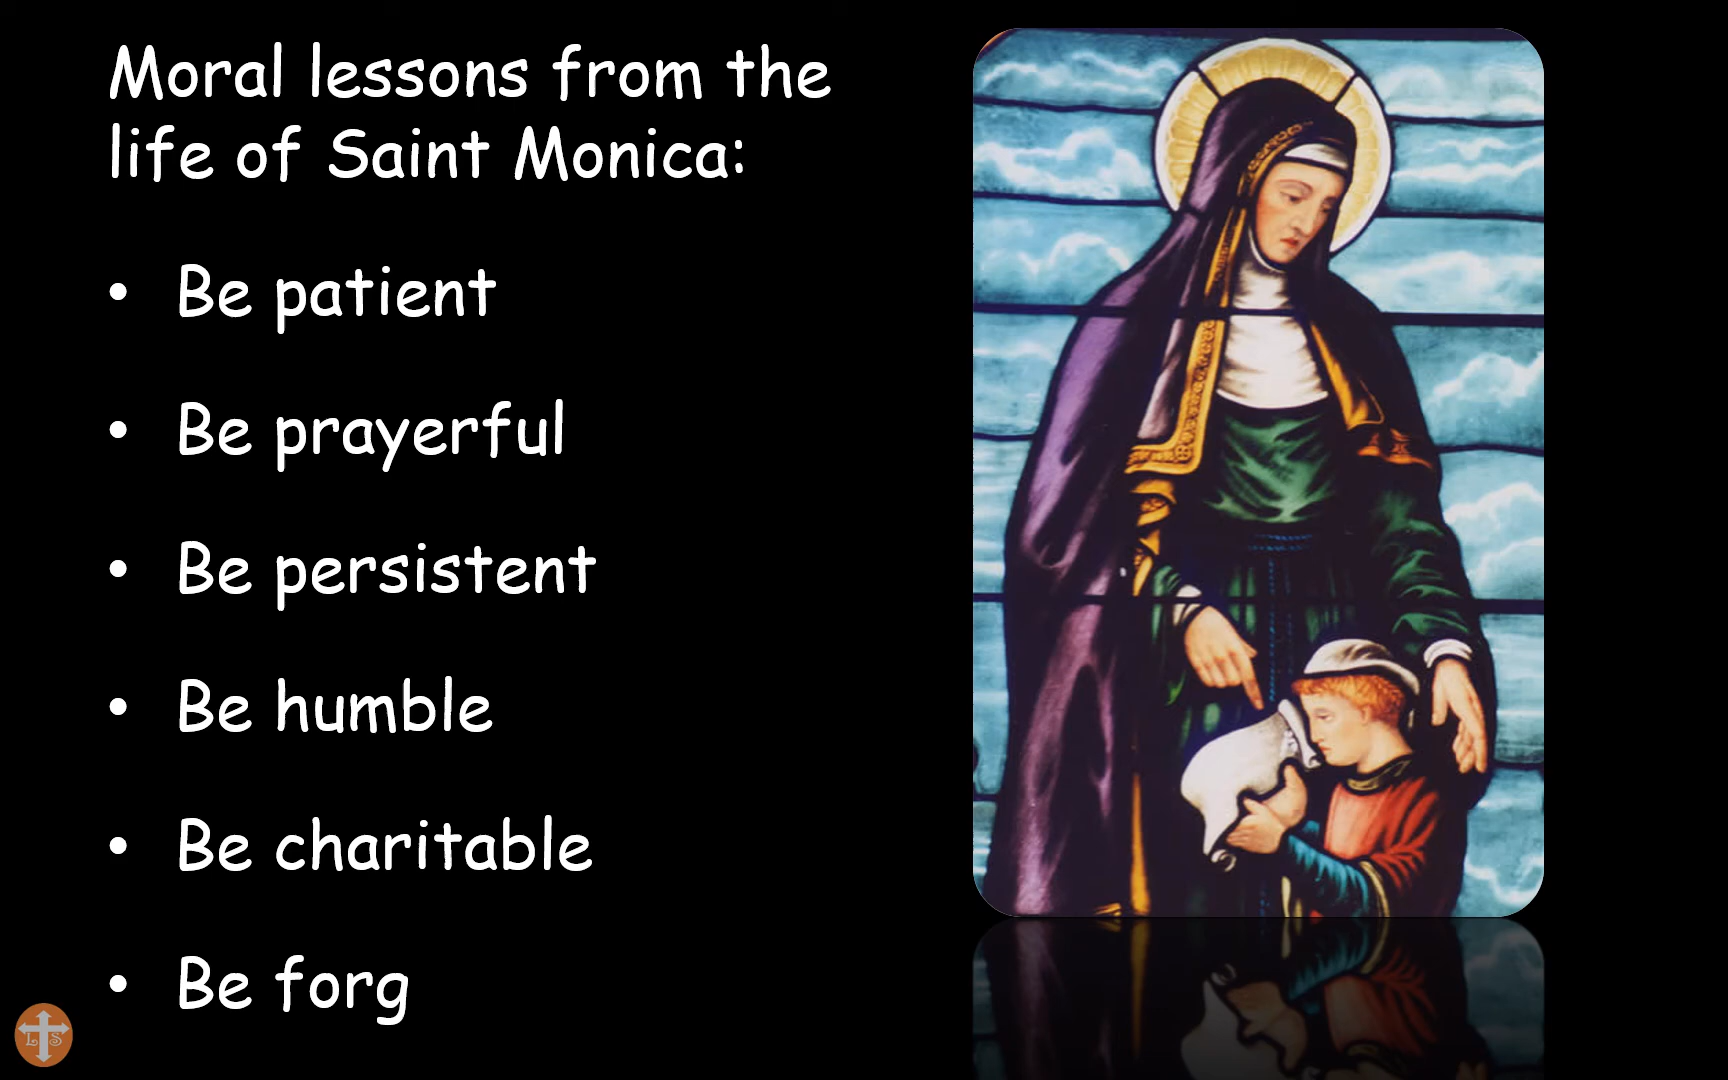 Moral lessons from the
life of Saint Monica:
• Be patient
• Be prayerful
• Be persistent
• Be humble
• Be charitable
• Be forg
L S